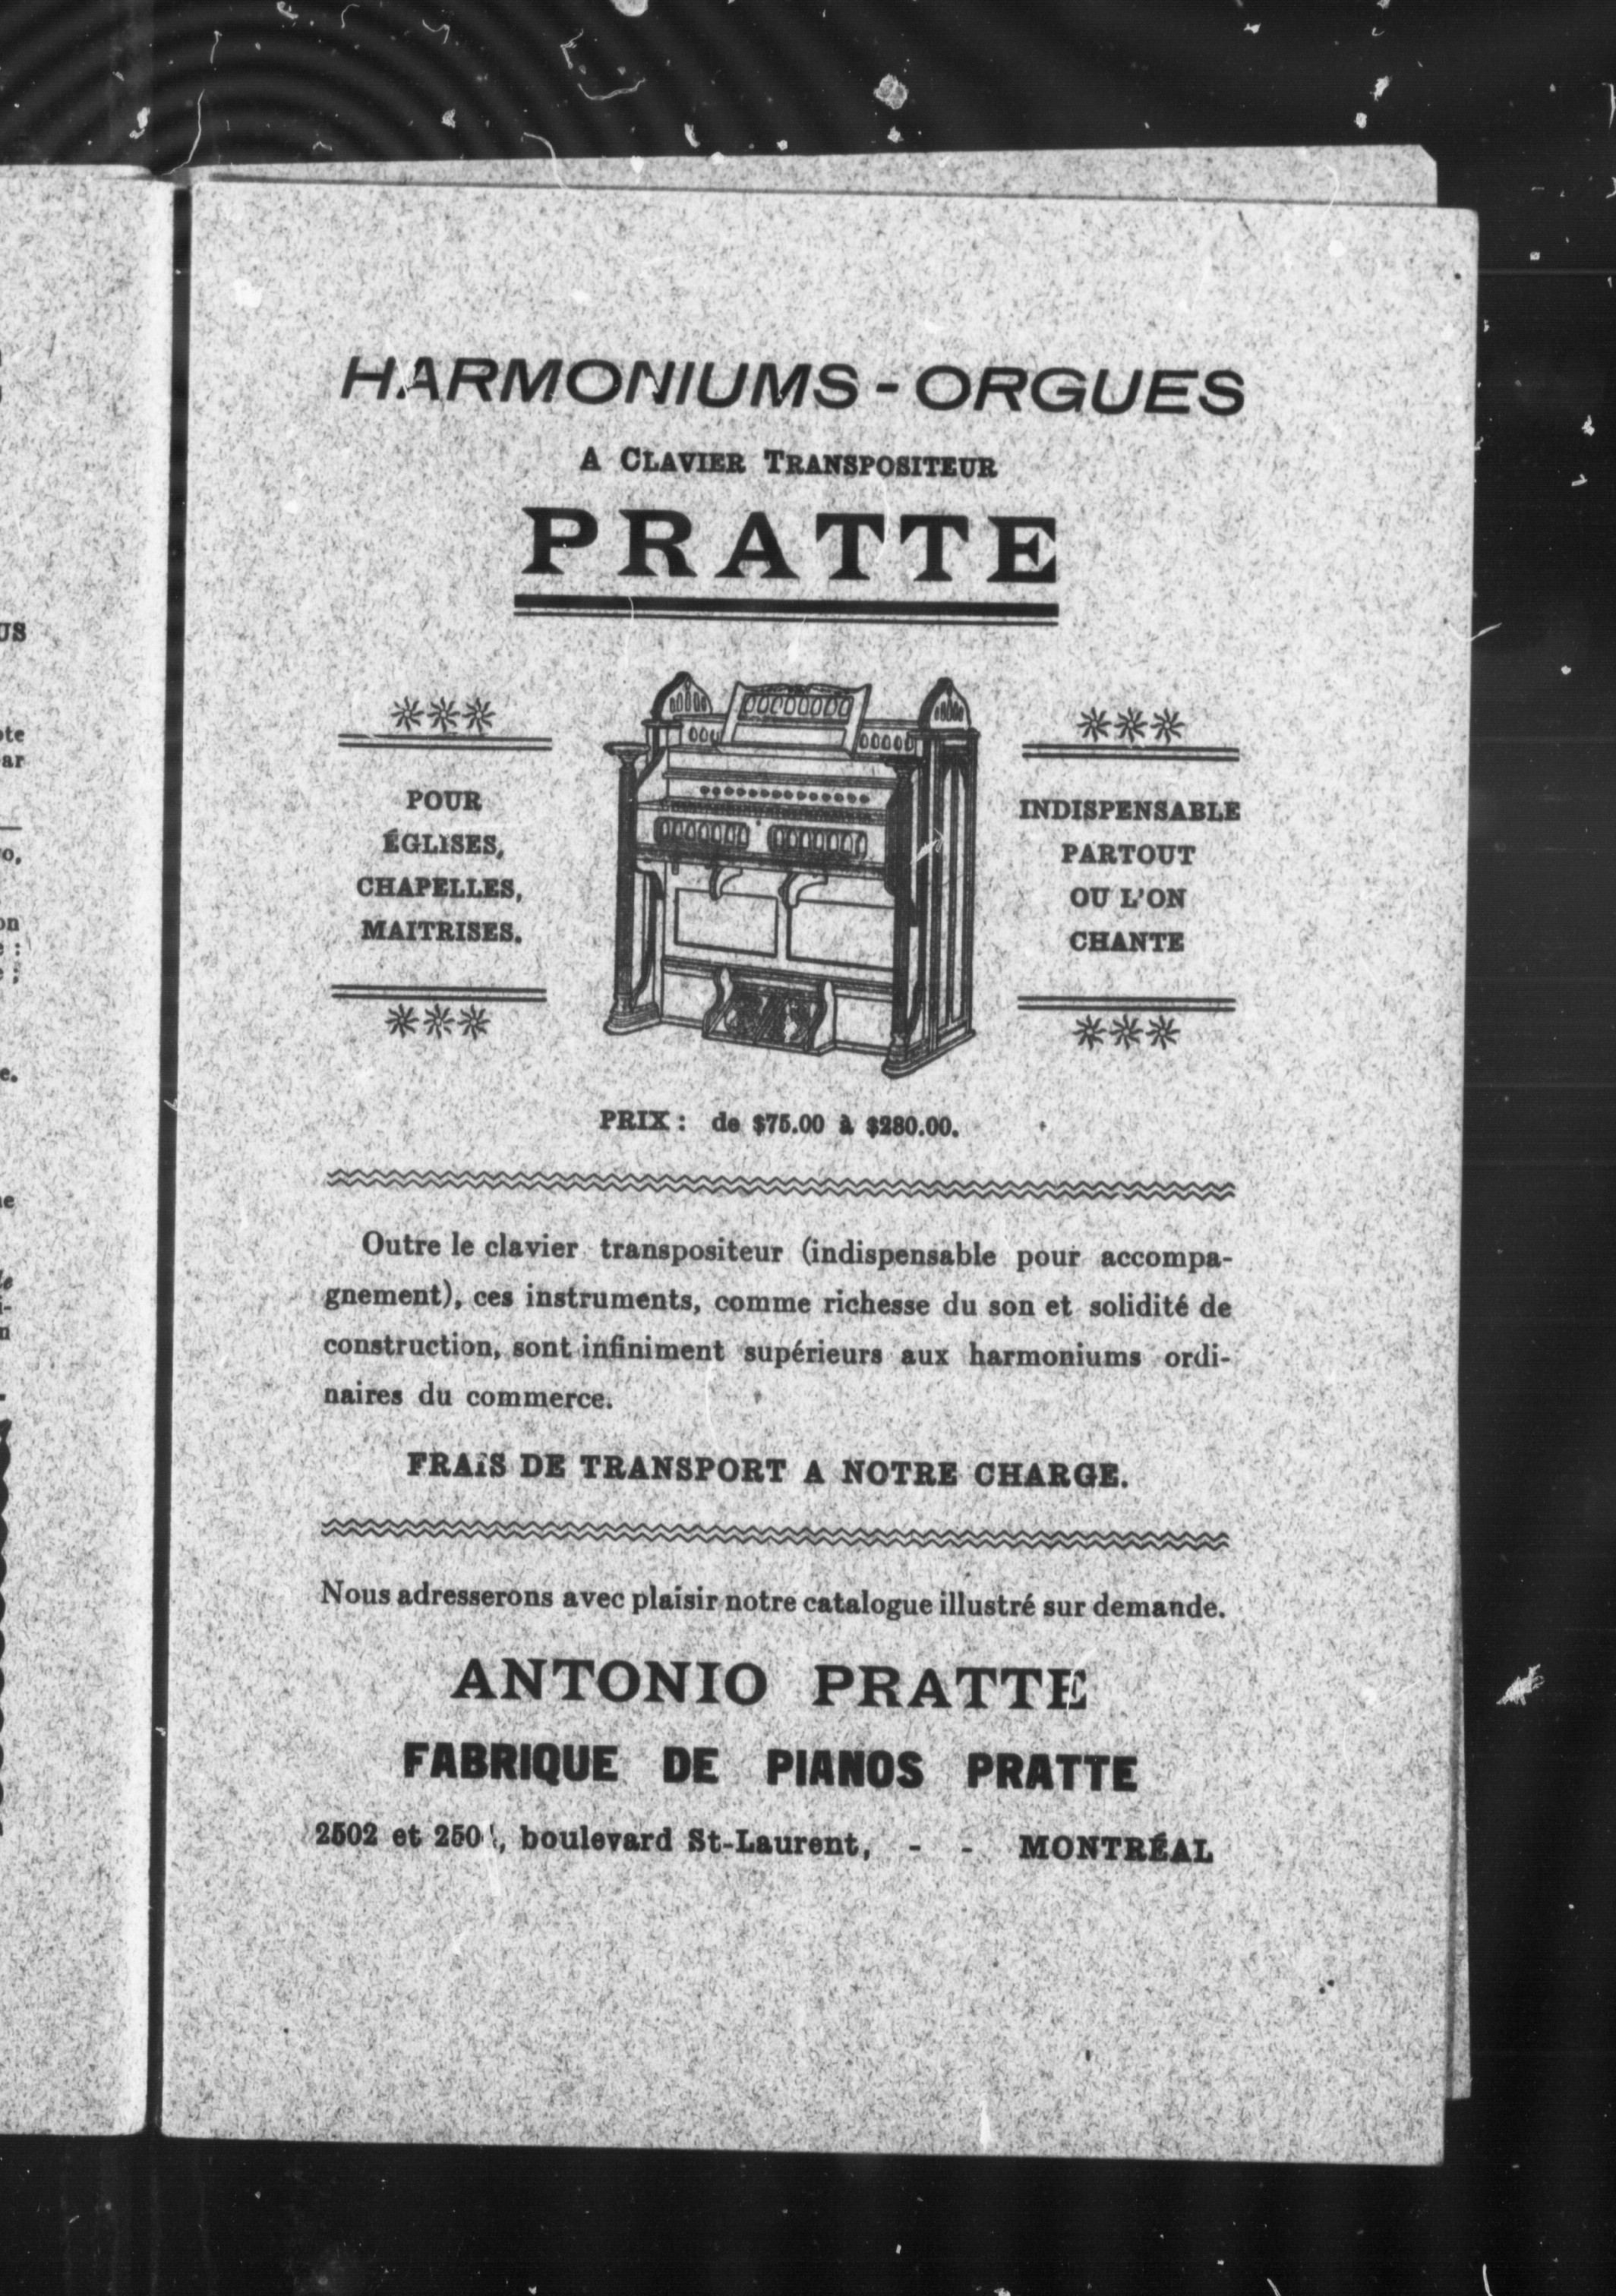 HARMONIUMS - ORGUES
A CLAVIER TRANSPOSITEUR
PRATTE
POUR
ÉGLISES,
CHAPELLES,
MAITRISES.
INDISPENSABLE
PARTOUT
OU L'ON
CHANTE
PRIX : de $75.00 à $280.00.
Outre le clavier transpositeur (indispensable pour accompa-
gnement), ces instruments, comme richesse du son et solidité de
construction, sont infiniment supérieurs aux harmoniums ordi-
naires du commerce.
FRAIS DE TRANSPORT A NOTRE CHARGE.
Nous adresserons avec plaisir notre catalogue illustré sur demande.
ANTONIO PRATTE
FABRIQUE DE PIANOS PRATTE
2502 et boulevard St-Laurent, - - MONTRÉAL